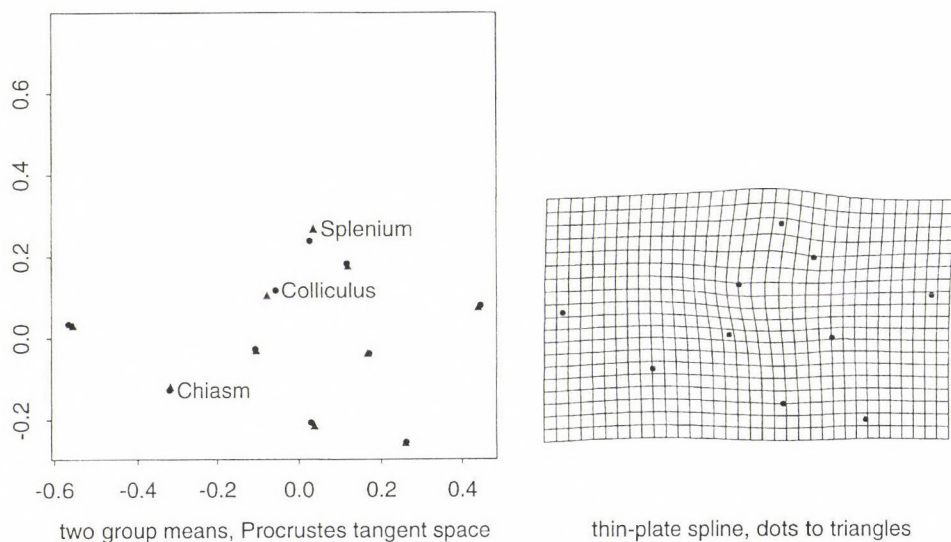 0.6
0.4
0.2
0.0
-0.2
Splenium
Colliculus
Chiasm
-0.6 -0.4 -0.2 0.0 0.2 0.4
two group means, Procrustes tangent space
thin-plate spline, dots to triangles